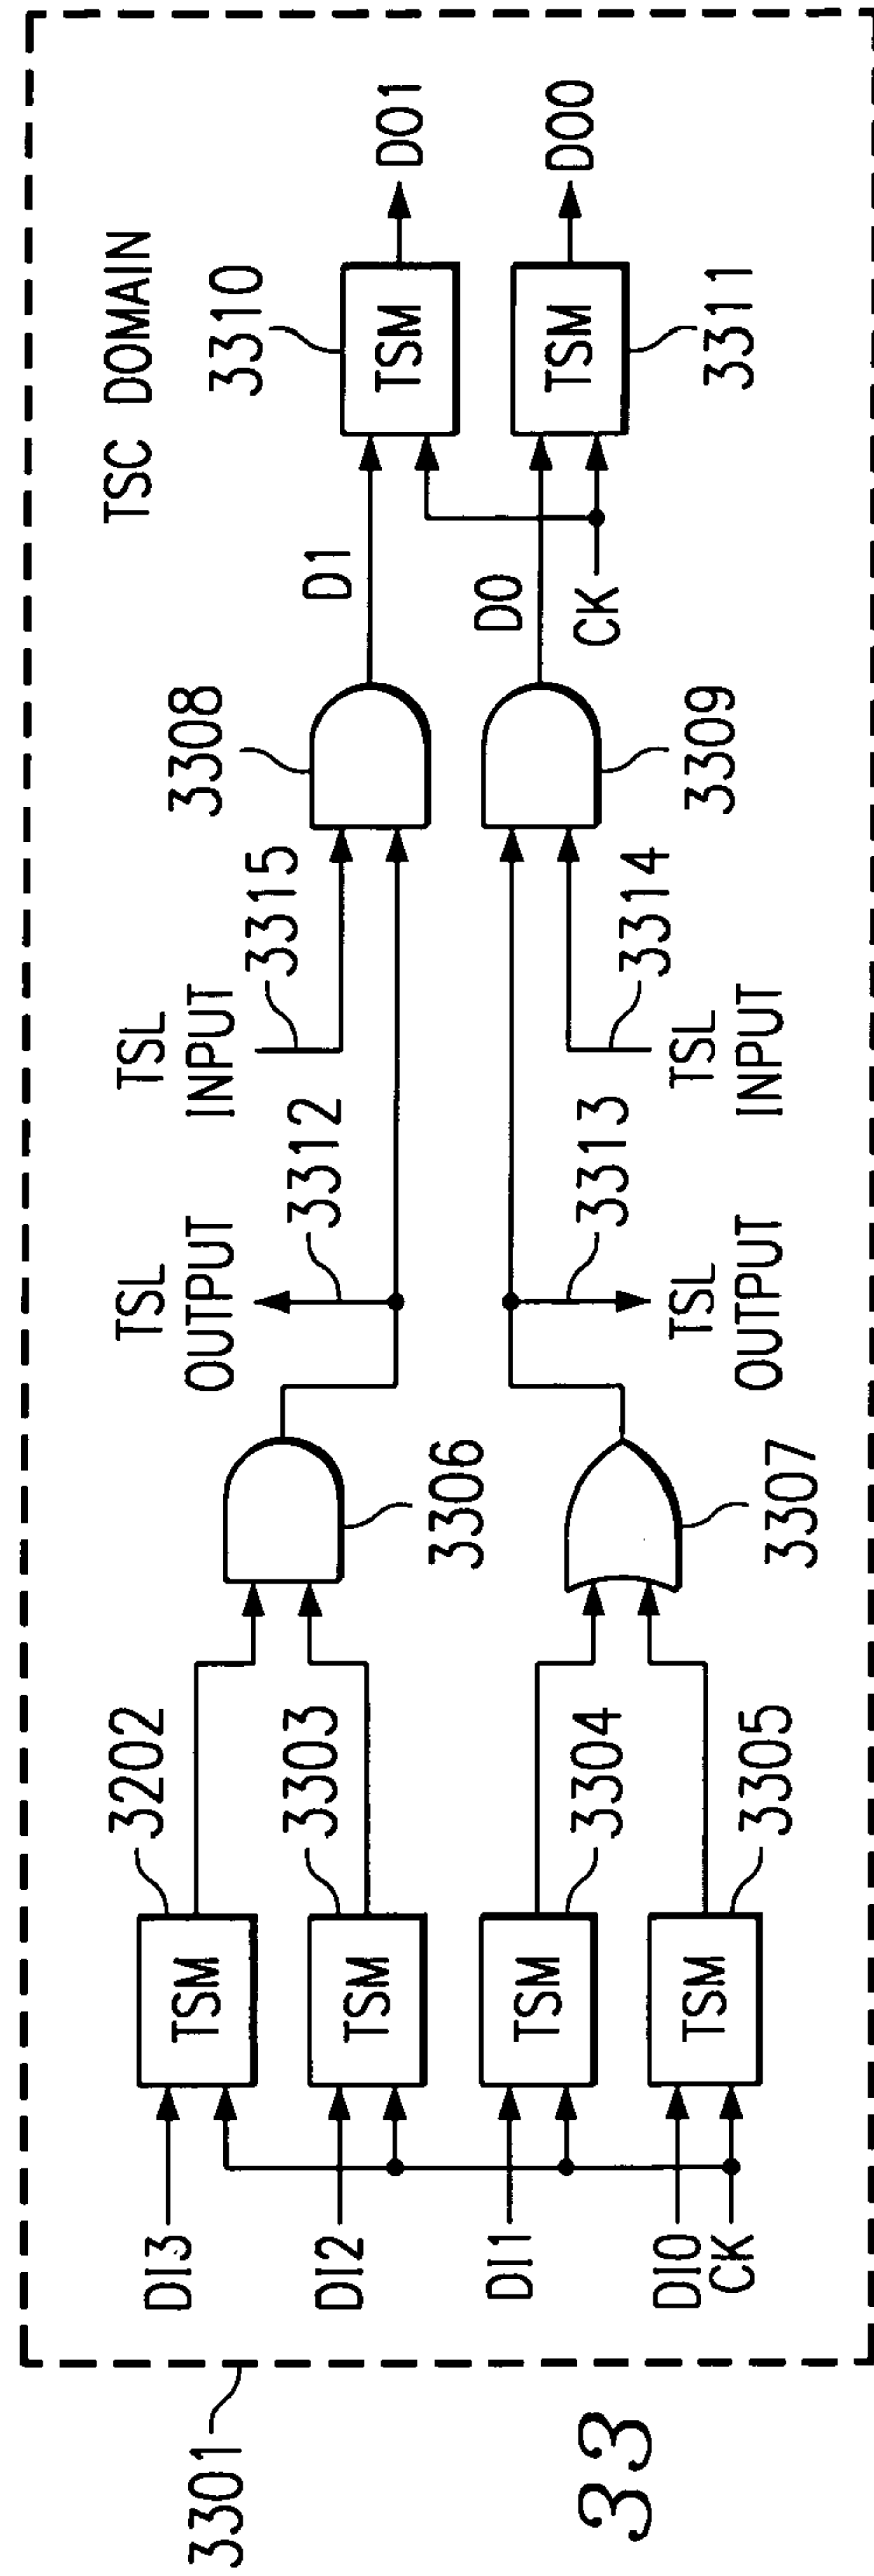 TSC DOMAIN
3301
DI3
DI2
DI1
DI0
CK
TSM
3202
TSM
3303
TSM
3304
TSM
3305
3306
3307
TSL
OUTPUT
3312
3313
TSL
OUTPUT
TSL
INPUT
3315
3314
TSL
INPUT
3308
3309
D1
D0
CK
TSM
3310
TSM
3311
DO1
DO0
33